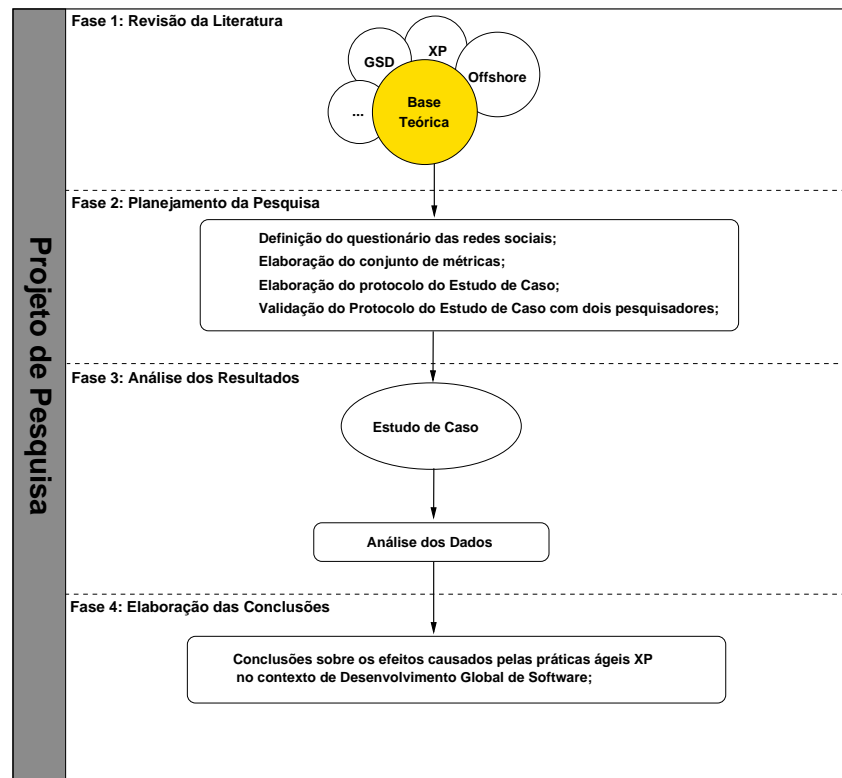 Projeto de Pesquisa
Fase 1: Revisão da Literatura
XP
GSD
Offshore
...
Base
Teórica
Fase 2: Planejamento da Pesquisa
Definição do questionário das redes sociais;
Elaboração do conjunto de métricas;
Elaboração do protocolo do Estudo de Caso;
Validação do Protocolo do Estudo de Caso com dois pesquisadores;
Fase 3: Análise dos Resultados
Estudo de Caso
Análise dos Dados
Fase 4: Elaboração das Conclusões
Conclusões sobre os efeitos causados pelas práticas ágeis XP
no contexto de Desenvolvimento Global de Software;